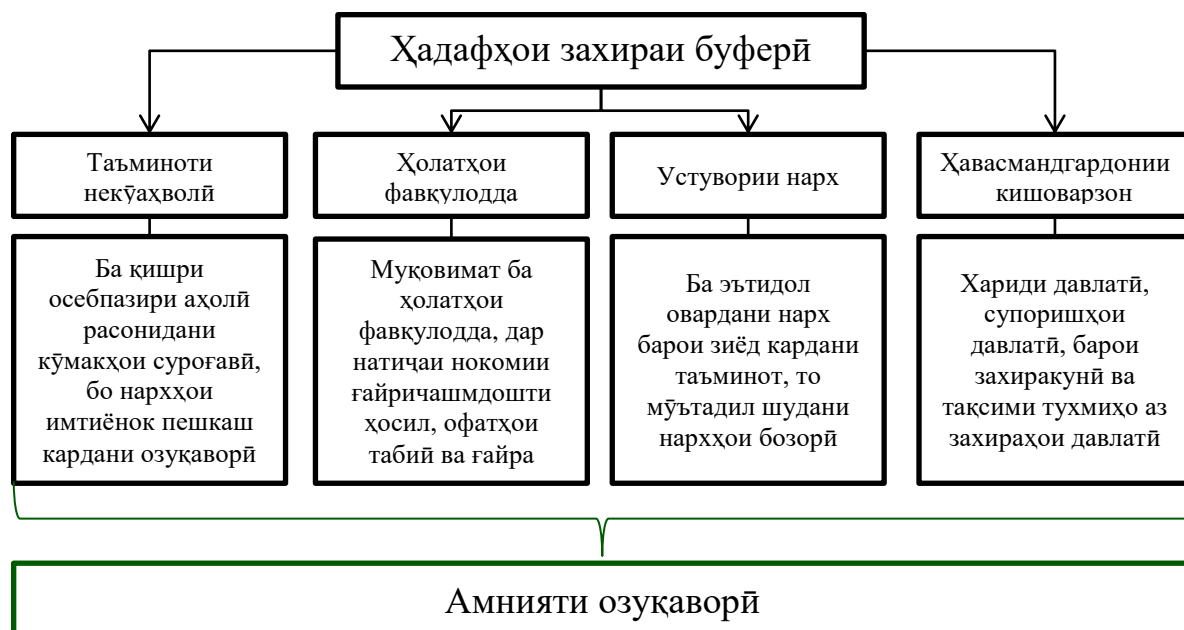 Ҳадафҳои захираи буферӣ
Таъминоти
некӯаҳволӣ
Ҳолатҳои
фавқулодда
Устувории нарх
Ҳавасмандгардонии
кишоварзон
Ба қишри
осебпазири аҳолӣ
расонидани
кӯмакҳои суроғавӣ,
бо нархҳои
имтиёнок пешкаш
кардани озуқаворӣ
Муқовимат ба
ҳолатҳои
фавқулодда, дар
натиҷаи нокомии
ғайричашмдошти
ҳосил, офатҳои
табиӣ ва ғайра
Ба эътидол
овардани нарх
барои зиёд кардани
таъминот, то
мӯътадил шудани
нархҳои бозорӣ
Хариди давлатӣ,
супоришҳои
давлатӣ, барои
захиракунӣ ва
тақсими тухмиҳо аз
захираҳои давлатӣ
Амнияти озуқаворӣ